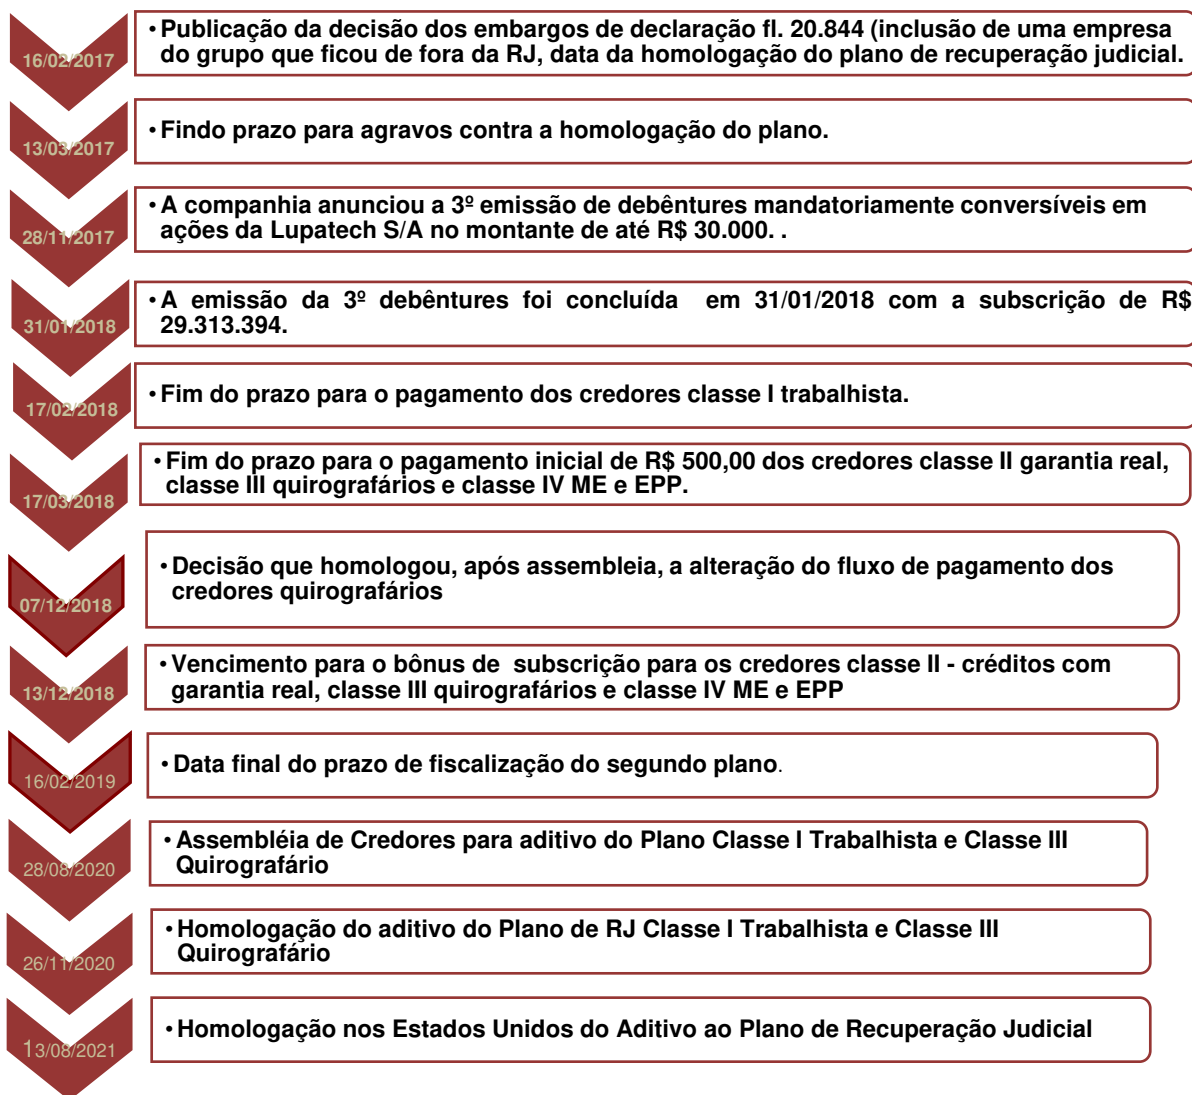 16/02/2017
• Publicação da decisão dos embargos de declaração fl. 20.844 (inclusão de uma empresa
do grupo que ficou de fora da RJ, data da homologação do plano de recuperação judicial.
13/03/2017
• Findo prazo para agravos contra a homologação do plano.
28/11/2017
• A companhia anunciou a 3º emissão de debêntures mandatoriamente conversíveis em
ações da Lupatech S/A no montante de até R$ 30.000. .
31/01/2018
• A emissão da 3º debêntures foi concluída em 31/01/2018 com a subscrição de R$
29.313.394.
17/02/2018
• Fim do prazo para o pagamento dos credores classe I trabalhista.
17/03/2018
• Fim do prazo para o pagamento inicial de R$ 500,00 dos credores classe II garantia real,
classe III quirografários e classe IV ME e EPP.
07/12/2018
• Decisão que homologou, após assembleia, a alteração do fluxo de pagamento dos
credores quirografários
13/12/2018
• Vencimento para o bônus de subscrição para os credores classe II - créditos com
garantia real, classe III quirografários e classe IV ME e EPP
16/02/2019
• Data final do prazo de fiscalização do segundo plano.
28/08/2020
• Assembléia de Credores para aditivo do Plano Classe I Trabalhista e Classe III
Quirografário
26/11/2020
• Homologação do aditivo do Plano de RJ Classe I Trabalhista e Classe III
Quirografário
13/08/2021
• Homologação nos Estados Unidos do Aditivo ao Plano de Recuperação Judicial